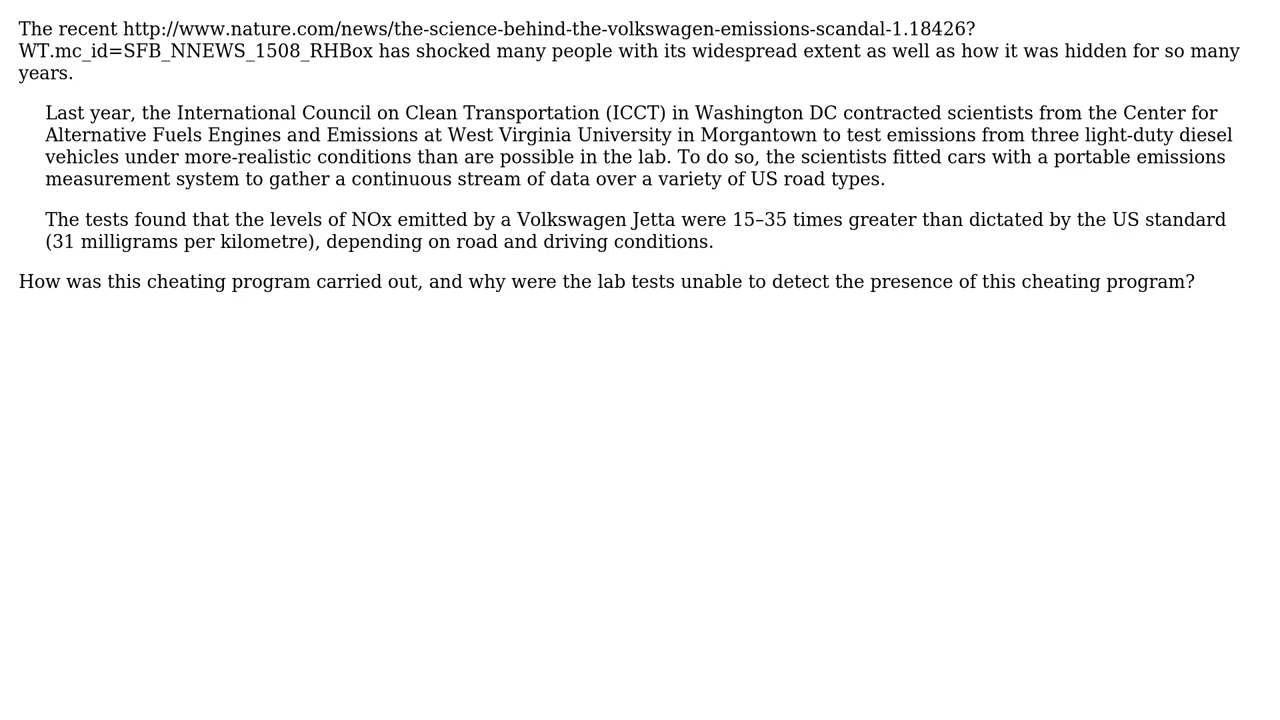 The recent http://www.nature.com/news/the-science-behind-the-volkswagen-emissions-scandal-1.18426?
WT.mc_id=SFB_NNEWS_1508_RHBox has shocked many people with its widespread extent as well as how it was hidden for so many
years.
Last year, the International Council on Clean Transportation (ICCT) in Washington DC contracted scientists from the Center for
Alternative Fuels Engines and Emissions at West Virginia University in Morgantown to test emissions from three light-duty diesel
vehicles under more-realistic conditions than are possible in the lab. To do so, the scientists fitted cars with a portable emissions
measurement system to gather a continuous stream of data over a variety of US road types.
The tests found that the levels of NOx emitted by a Volkswagen Jetta were 15–35 times greater than dictated by the US standard
(31 milligrams per kilometre), depending on road and driving conditions.
How was this cheating program carried out, and why were the lab tests unable to detect the presence of this cheating program?